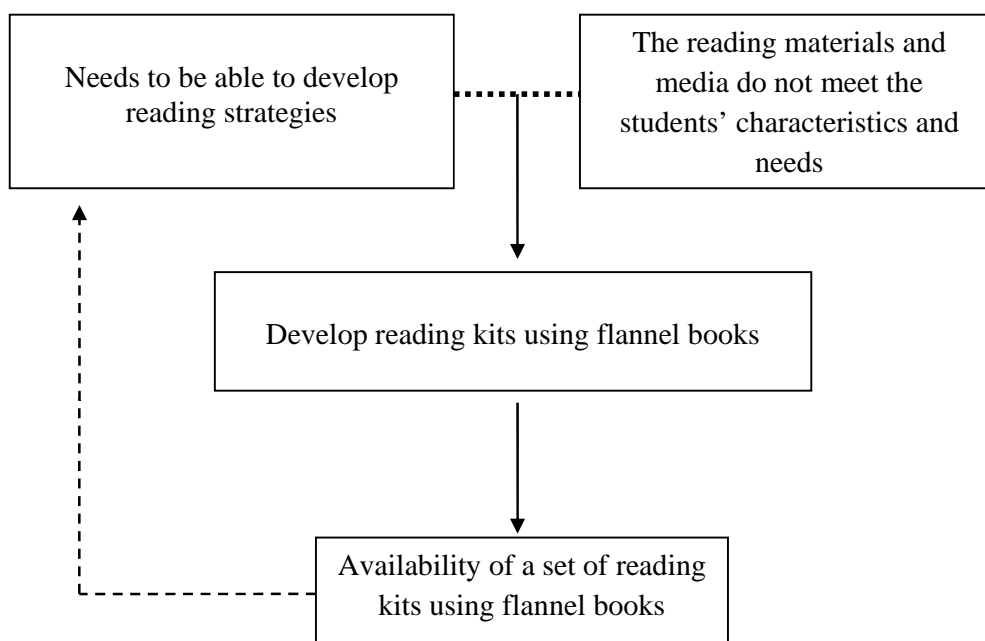 Needs to be able to develop
reading strategies
The reading materials and
media do not meet the
students’ characteristics and
needs
Develop reading kits using flannel books
Availability of a set of reading
kits using flannel books